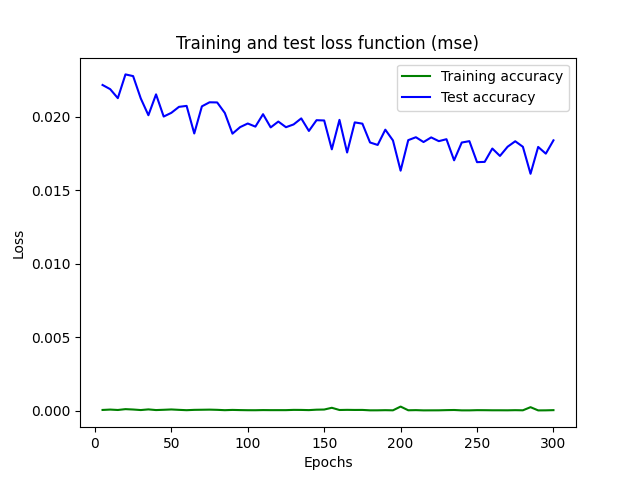 Training and test loss function (mse)
Training accuracy
Test accuracy
0.020
0.015
0.010
0.005
0.000
Loss
0 50 100 150 200 250 300
Epochs